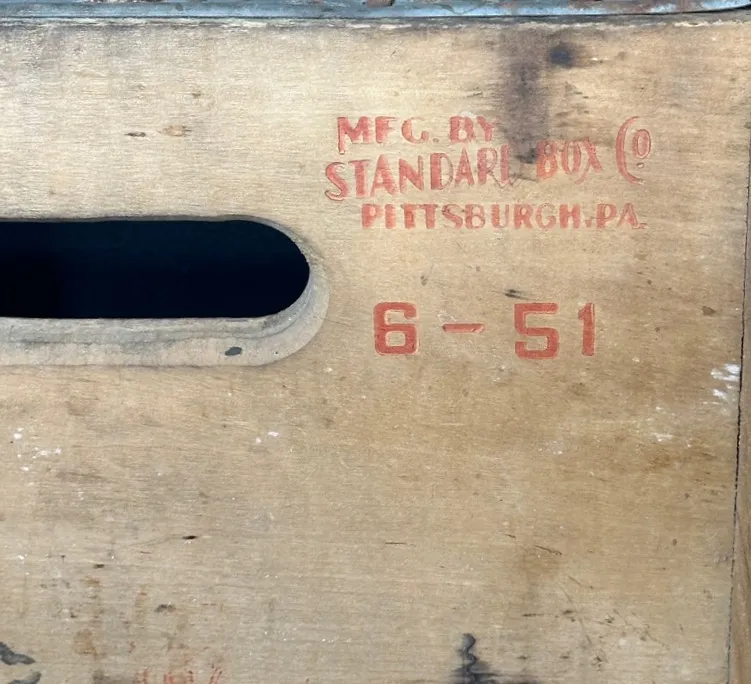 MFG. BY
STANDARD BOX CO
PITTSBURGH.PA.
6-51